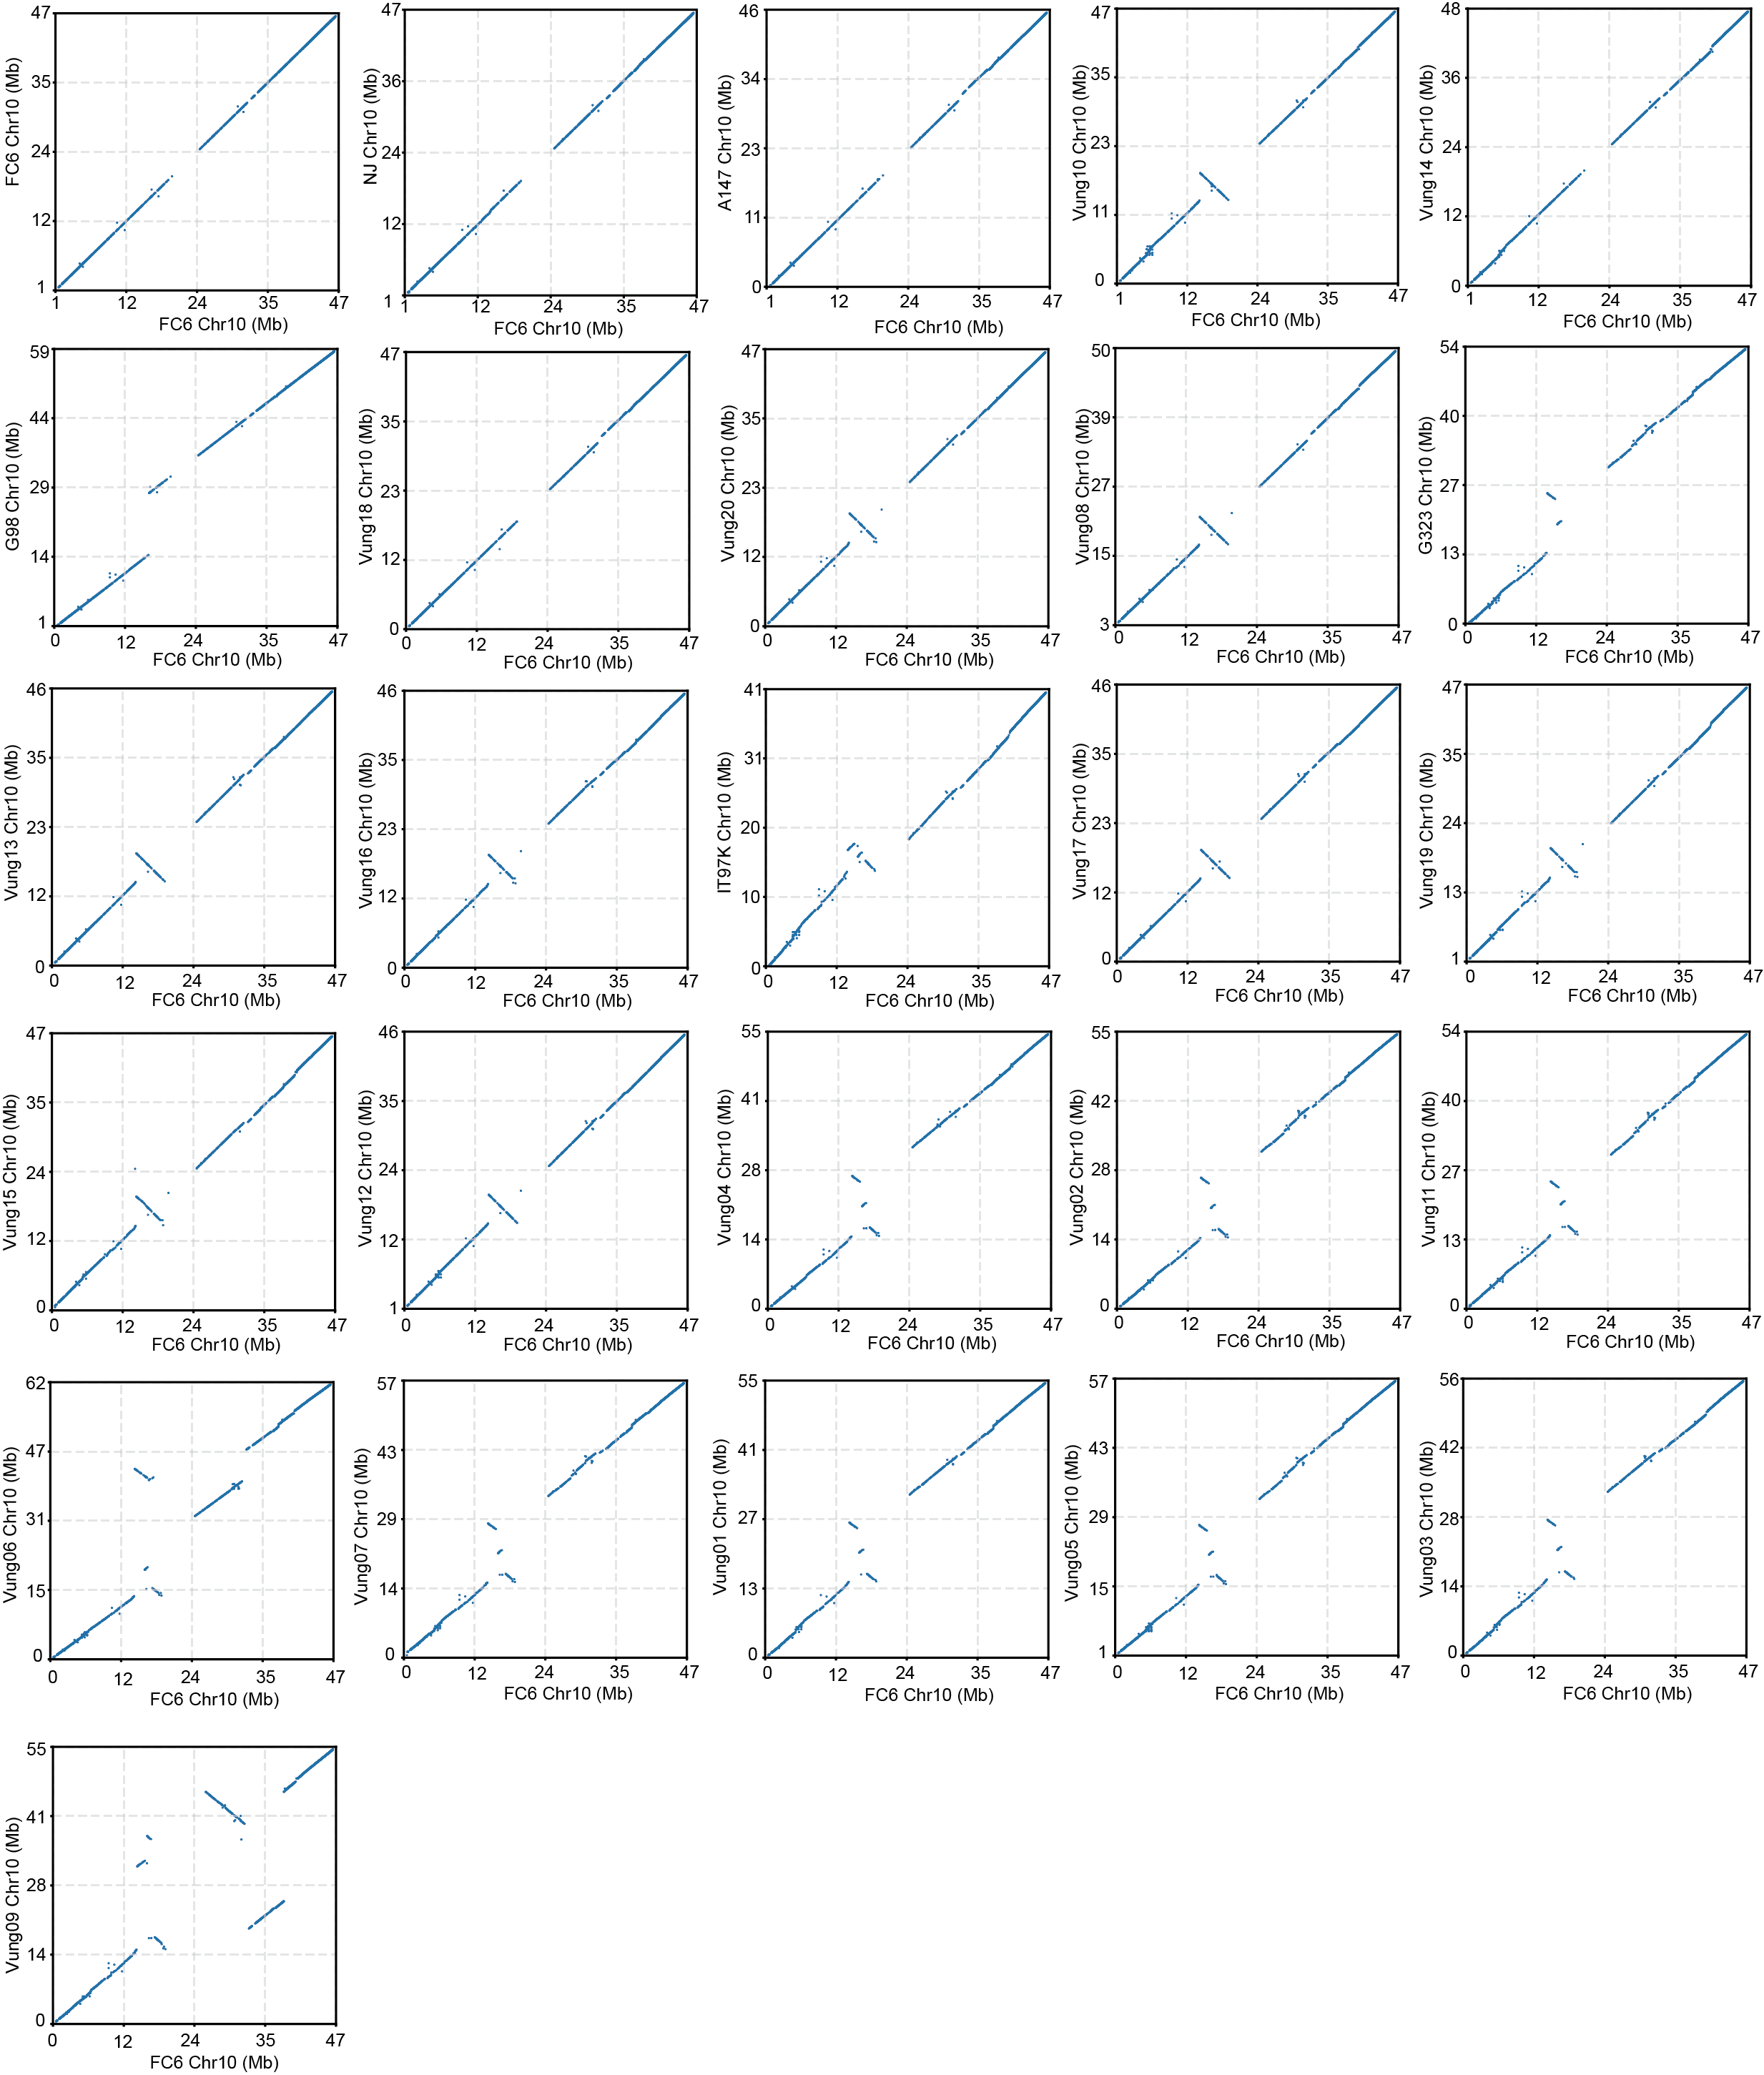 FC6 Chr10 (Mb)
47
35
24
12
1
1 12 24 35 47
FC6 Chr10 (Mb)
NJ Chr10 (Mb)
47
36
24
12
1
1 12 24 35 47
FC6 Chr10 (Mb)
A147 Chr10 (Mb)
46
34
23
11
0
1 12 24 35 47
FC6 Chr10 (Mb)
Vung10 Chr10 (Mb)
47
35
23
11
0
1 12 24 35 47
FC6 Chr10 (Mb)
Vung14 Chr10 (Mb)
48
36
24
12
0
1 12 24 35 47
FC6 Chr10 (Mb)
G98 Chr10 (Mb)
59
44
29
14
1
0 12 24 35 47
FC6 Chr10 (Mb)
Vung18 Chr10 (Mb)
47
35
23
12
0
0 12 24 35 47
FC6 Chr10 (Mb)
Vung20 Chr10 (Mb)
47
35
23
12
0
0 12 24 35 47
FC6 Chr10 (Mb)
Vung08 Chr10 (Mb)
50
39
27
15
3
0 12 24 35 47
FC6 Chr10 (Mb)
G323 Chr10 (Mb)
54
40
27
13
0
0 12 24 35 47
FC6 Chr10 (Mb)
Vung13 Chr10 (Mb)
46
35
23
12
0
0 12 24 35 47
FC6 Chr10 (Mb)
Vung16 Chr10 (Mb)
46
35
23
12
0
0 12 24 35 47
FC6 Chr10 (Mb)
IT97K Chr10 (Mb)
41
31
20
10
0
0 12 24 35 47
FC6 Chr10 (Mb)
Vung17 Chr10 (Mb)
46
35
23
12
0
0 12 24 35 47
FC6 Chr10 (Mb)
Vung19 Chr10 (Mb)
47
35
24
13
1
0 12 24 35 47
FC6 Chr10 (Mb)
Vung15 Chr10 (Mb)
47
35
24
12
0
0 12 24 35 47
FC6 Chr10 (Mb)
Vung12 Chr10 (Mb)
46
35
24
12
1
0 12 24 35 47
FC6 Chr10 (Mb)
Vung04 Chr10 (Mb)
55
41
28
14
0
0 12 24 35 47
FC6 Chr10 (Mb)
Vung02 Chr10 (Mb)
55
42
28
14
0
0 12 24 35 47
FC6 Chr10 (Mb)
Vung11 Chr10 (Mb)
54
40
27
13
0
0 12 24 35 47
FC6 Chr10 (Mb)
Vung06 Chr10 (Mb)
62
47
31
15
0
0 12 24 35 47
FC6 Chr10 (Mb)
Vung07 Chr10 (Mb)
57
43
29
14
0
0 12 24 35 47
FC6 Chr10 (Mb)
Vung01 Chr10 (Mb)
55
41
27
13
0
0 12 24 35 47
FC6 Chr10 (Mb)
Vung05 Chr10 (Mb)
57
43
29
15
1
0 12 24 35 47
FC6 Chr10 (Mb)
Vung03 Chr10 (Mb)
56
42
28
14
0
0 12 24 35 47
FC6 Chr10 (Mb)
Vung09 Chr10 (Mb)
55
41
28
14
0
0 12 24 35 47
FC6 Chr10 (Mb)